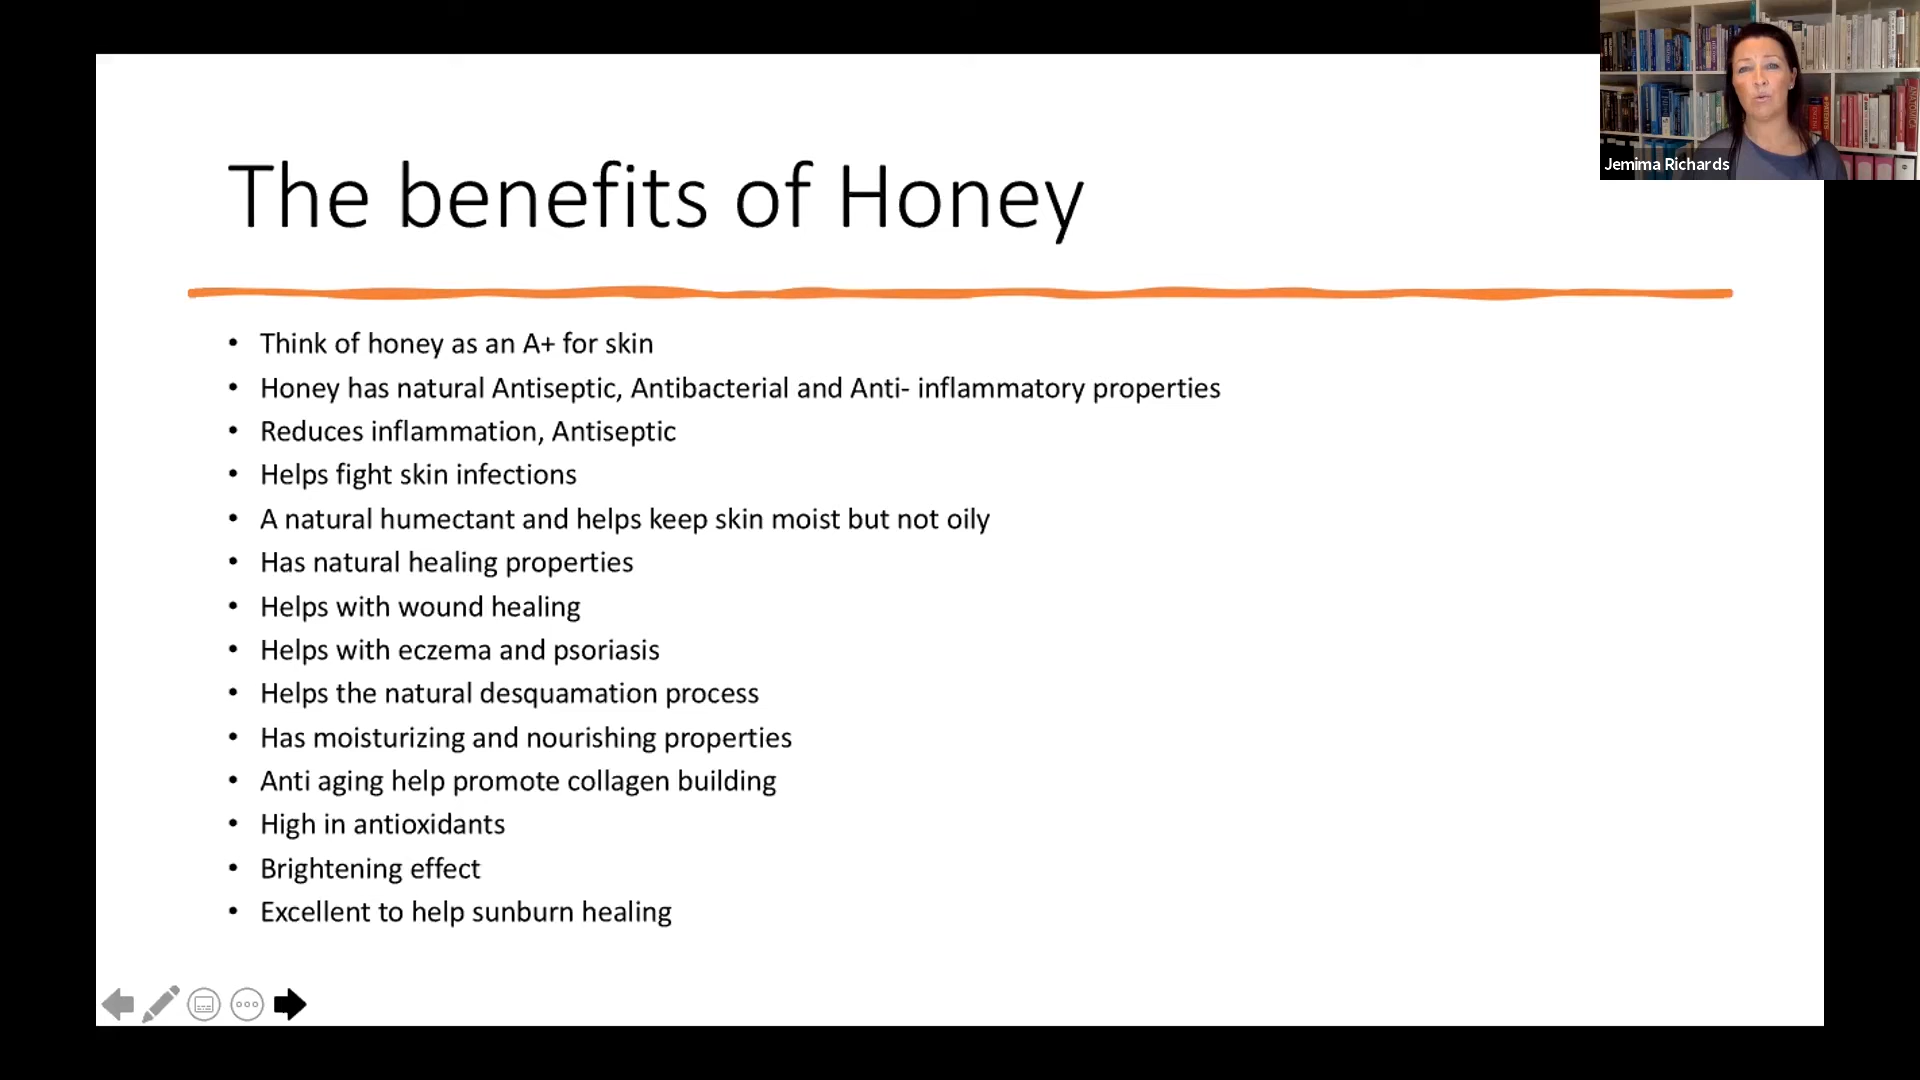 The benefits of Honey
Jemima Richards
• Think of honey as an A+ for skin
• Honey has natural Antiseptic, Antibacterial and Anti- inflammatory properties
• Reduces inflammation, Antiseptic
• Helps fight skin infections
• A natural humectant and helps keep skin moist but not oily
• Has natural healing properties
• Helps with wound healing
• Helps with eczema and psoriasis
• Helps the natural desquamation process
• Has moisturizing and nourishing properties
• Anti aging help promote collagen building
• High in antioxidants
• Brightening effect
• Excellent to help sunburn healing